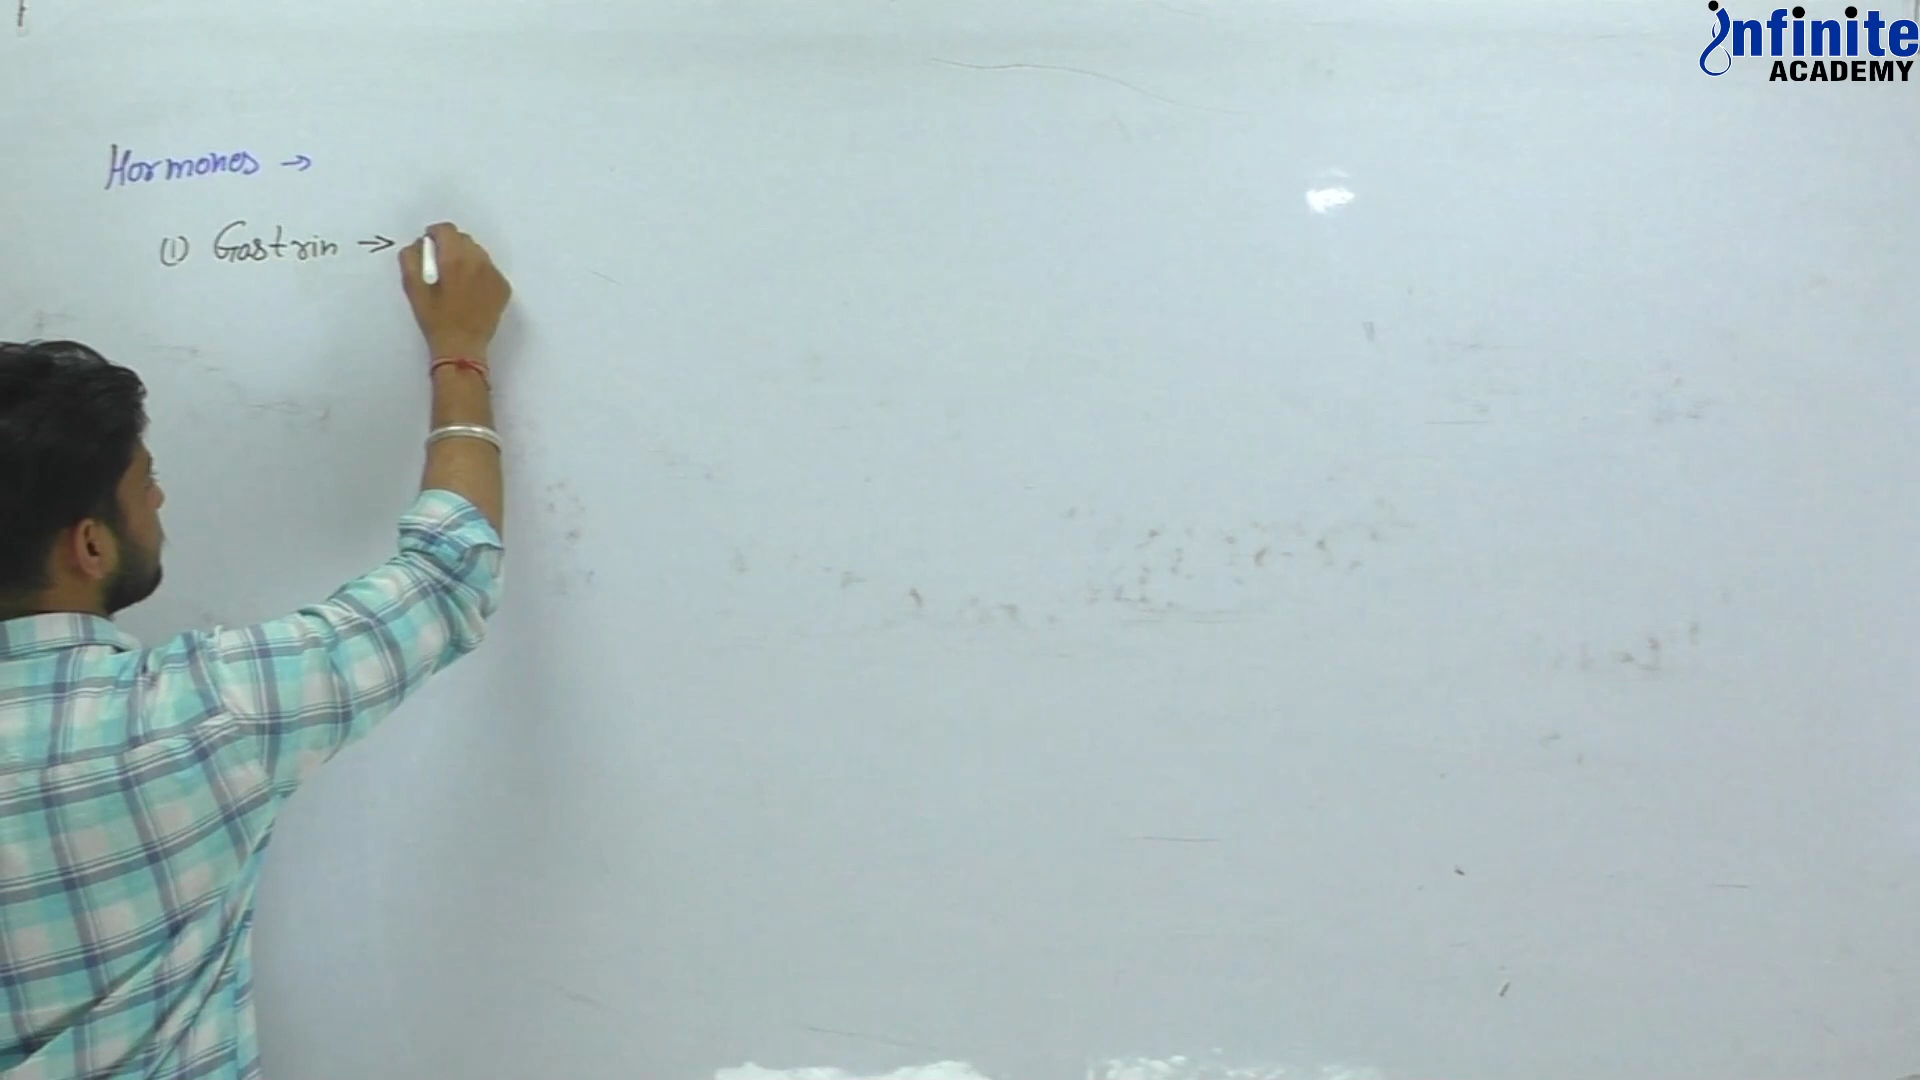 infinite
ACADEMY
Hormones →
(1) Gastrin →